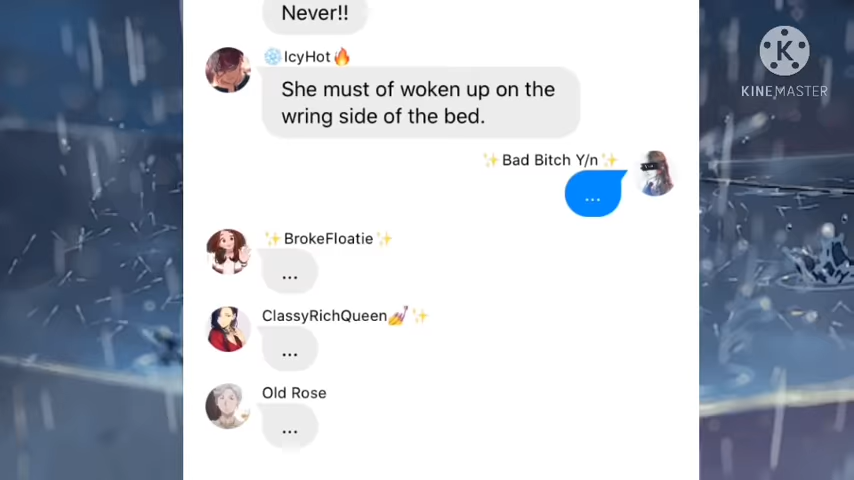 Never!!
❄️IcyHot🔥
She must of woken up on the
wring side of the bed.
✨Bad Bitch Y/n✨
...
✨BrokeFloatie✨
...
ClassyRichQueen💅✨
...
Old Rose
...
K
KINEMASTER